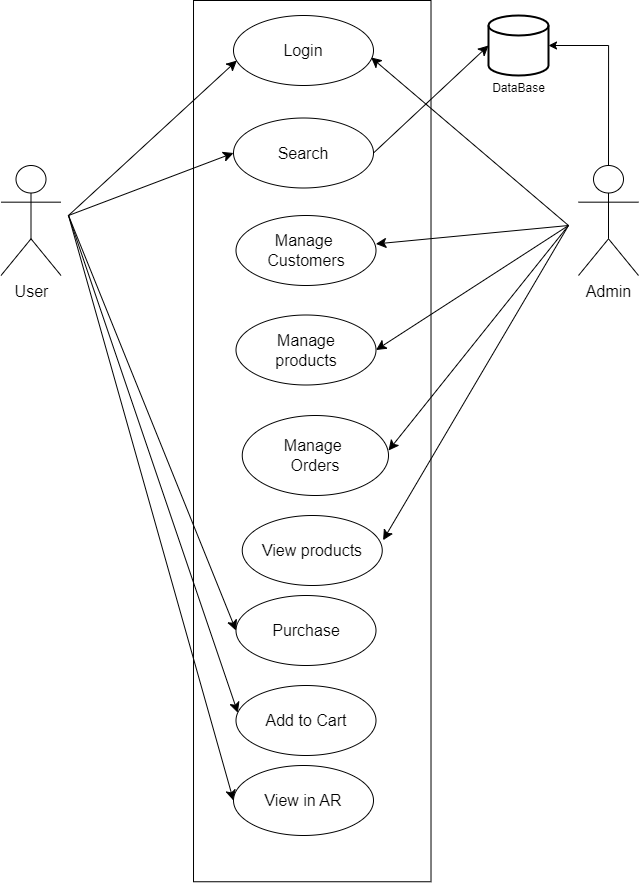 Login
DataBase
Search
Manage
Customers
User
Admin
Manage
products
Manage
Orders
View products
Purchase
Add to Cart
View in AR